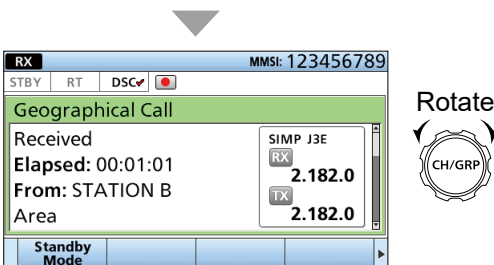 RX MMSI: 123456789
STBY RT DSC
Geographical Call
Received
Elapsed: 00:01:01
From: STATION B
Area
SIMP J3E
RX
2.182.0
TX
2.182.0
Standby
Mode
Rotate
CH/GRP